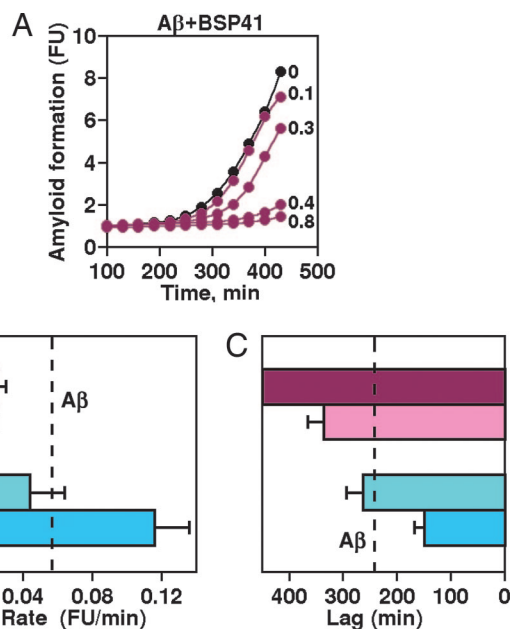 A
Aβ+BSP41
Amyloid formation (FU)
10
8
6
4
2
0
0
0.1
0.3
0.4
0.8
100 200 300 400 500
Time, min
Aβ
0.04 0.08 0.12
Rate (FU/min)
C
Aβ
400 300 200 100 0
Lag (min)